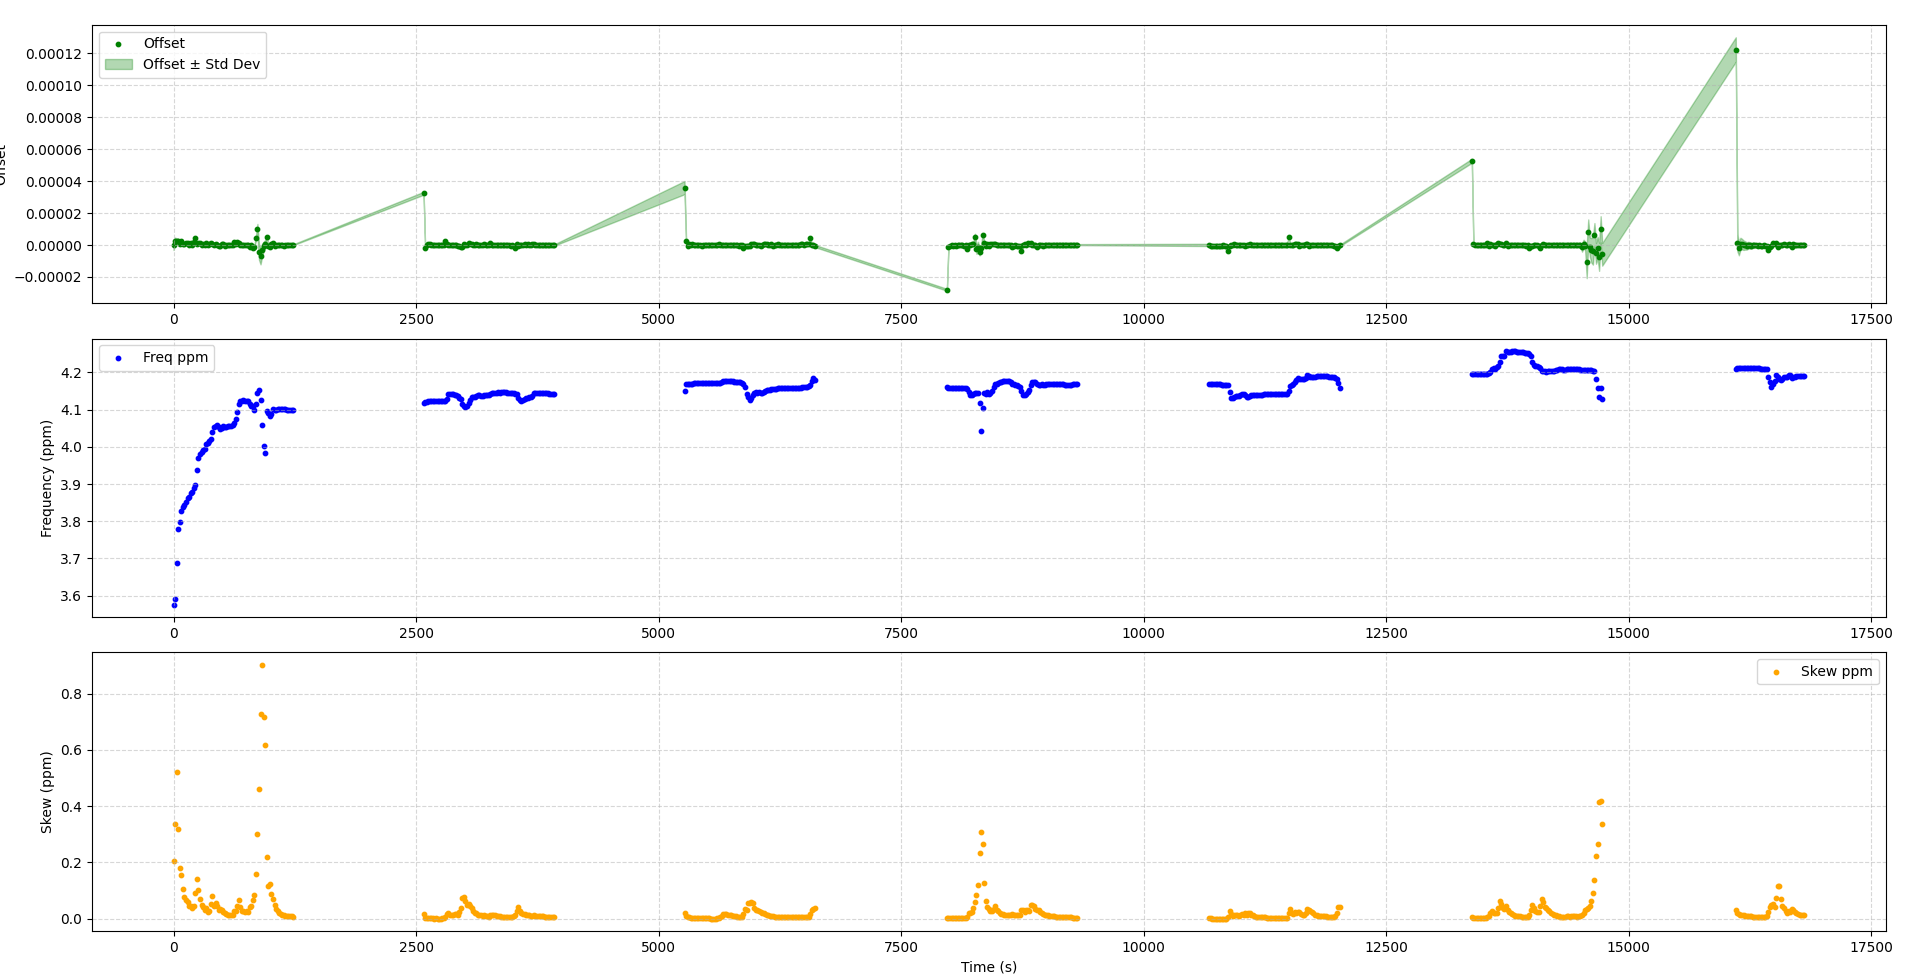 Offset
Offset ± Std Dev
0.00012
0.00010
0.00008
0.00006
0.00004
0.00002
0.00000
−0.00002
Offset
0 2500 5000 7500 10000 12500 15000 17500
Freq ppm
4.2
4.1
4.0
3.9
3.8
3.7
3.6
Frequency (ppm)
0 2500 5000 7500 10000 12500 15000 17500
Skew ppm
0.8
0.6
0.4
0.2
0.0
Skew (ppm)
0 2500 5000 7500 10000 12500 15000 17500
Time (s)